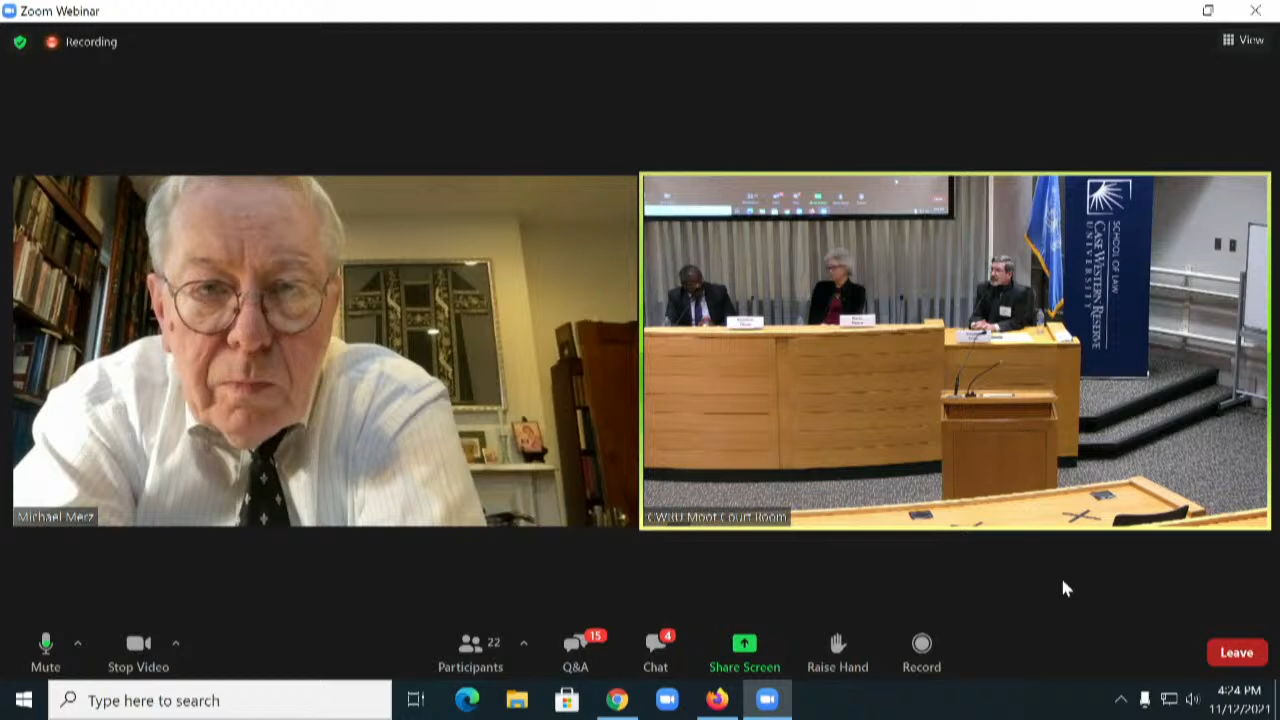 Zoom Webinar
Recording
View
SCHOOL OF LAW
CASE WESTERN RESERVE
UNIVERSITY
Michael Merz
CWRU Moot Court Room
Mute
Stop Video
22
Participants
15
Q&A
4
Chat
Share Screen
Raise Hand
Record
Leave
Type here to search
4:24 PM
11/12/2021